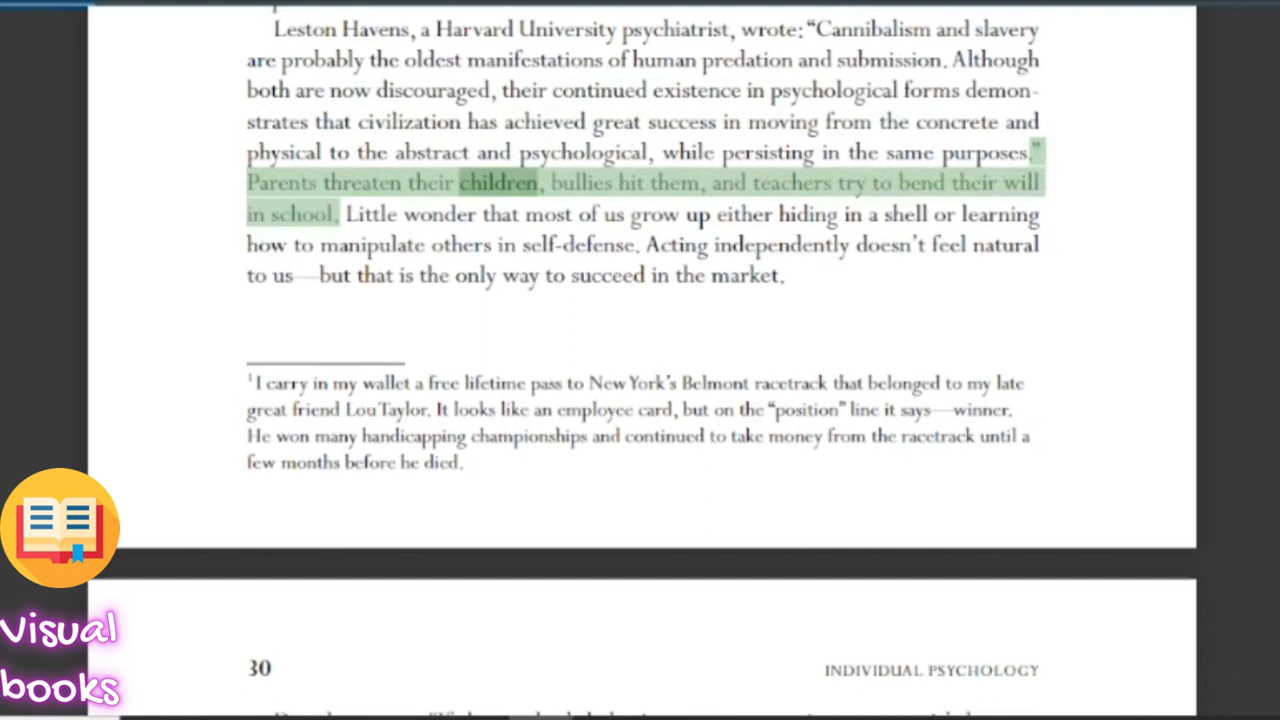 Leston Havens, a Harvard University psychiatrist, wrote: “Cannibalism and slavery
are probably the oldest manifestations of human predation and submission. Although
both are now discouraged, their continued existence in psychological forms demon-
strates that civilization has achieved great success in moving from the concrete and
physical to the abstract and psychological, while persisting in the same purposes.”
Parents threaten their children, bullies hit them, and teachers try to bend their will
in school. Little wonder that most of us grow up either hiding in a shell or learning
how to manipulate others in self-defense. Acting independently doesn’t feel natural
to us—but that is the only way to succeed in the market.
¹I carry in my wallet a free lifetime pass to New York’s Belmont racetrack that belonged to my late
great friend Lou Taylor. It looks like an employee card, but on the “position” line it says—winner.
He won many handicapping championships and continued to take money from the racetrack until a
few months before he died.
Visual
books
30 INDIVIDUAL PSYCHOLOGY